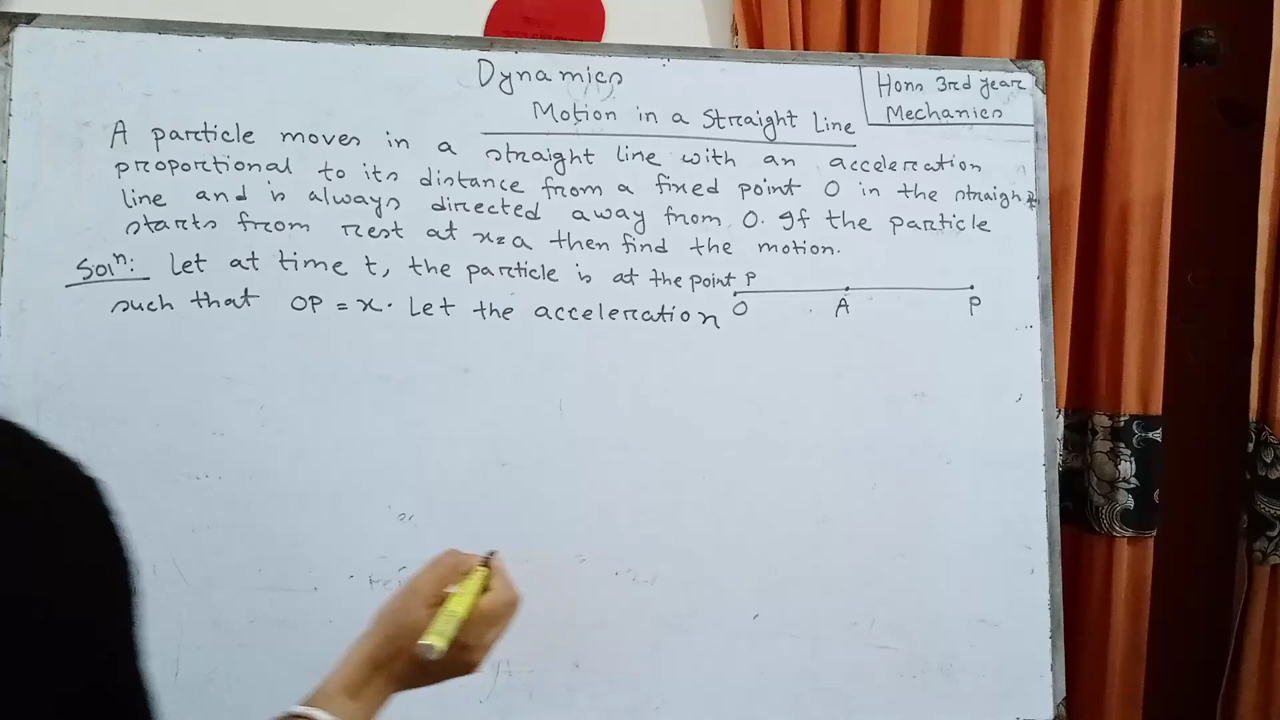 Dynamics
Motion in a Straight Line
Hons 3rd year
Mechanics
A particle moves in a straight line with an acceleration
proportional to its distance from a fixed point O in the straight
line and is always directed away from O. If the particle
starts from rest at x=a then find the motion.
Solⁿ: Let at time t, the particle is at the point P
such that OP = x. Let the acceleration
O A P